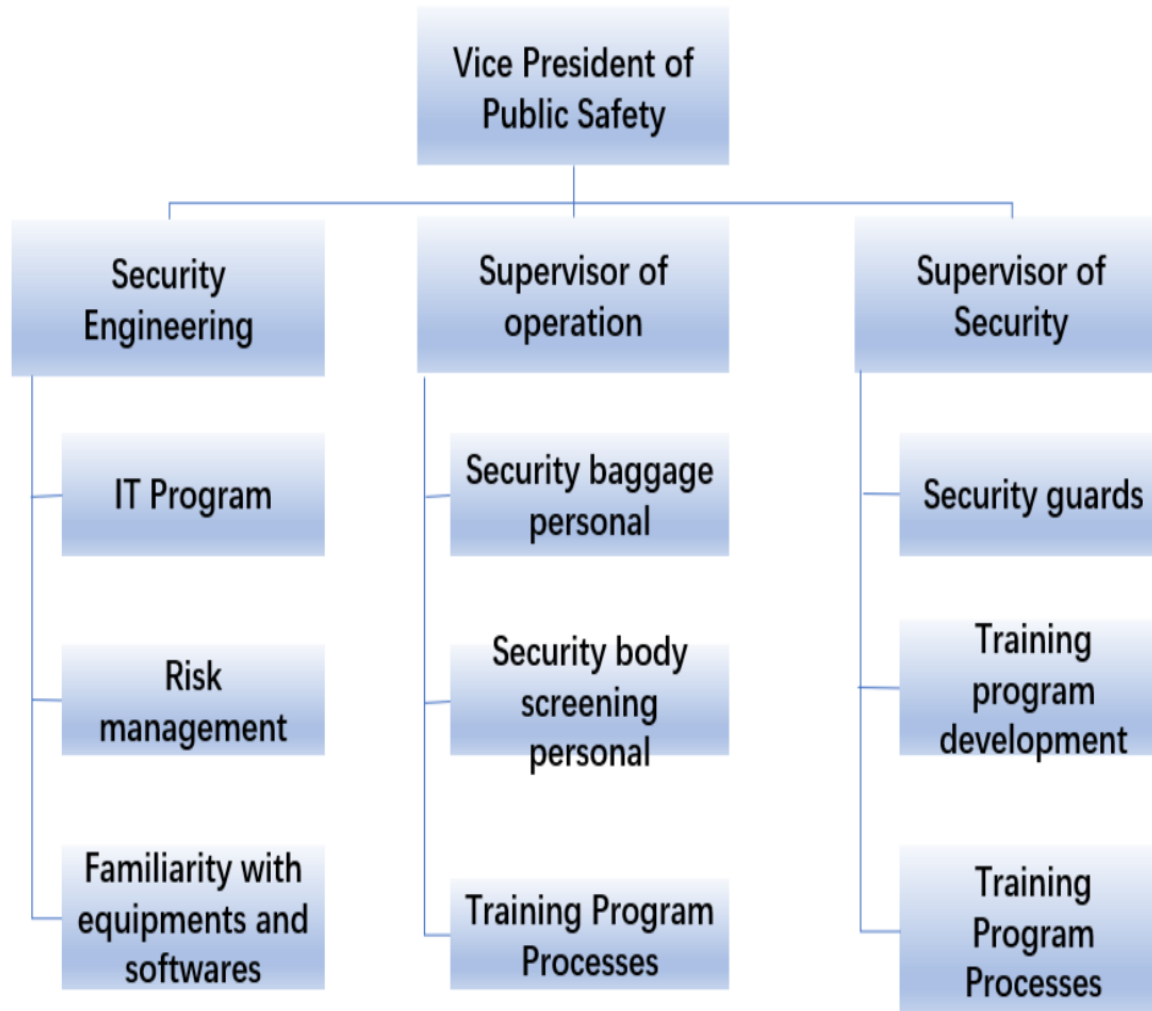 Vice President of
Public Safety
Security
Engineering
Supervisor of
operation
Supervisor of
Security
IT Program
Risk
management
Familiarity with
equipments and
softwares
Security baggage
personal
Security body
screening
personal
Training Program
Processes
Security guards
Training
program
development
Training
Program
Processes